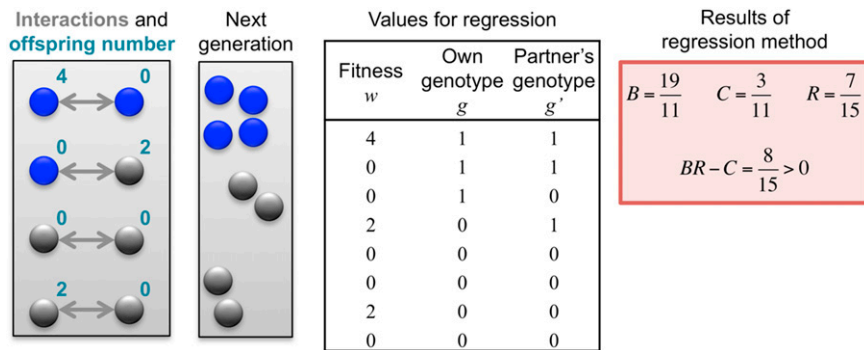 Interactions and
offspring number
4 0
0 2
0 0
2 0
Next
generation
Values for regression
Fitness
w
Own
genotype
g
Partner's
genotype
g'
4 1 1
0 1 1
0 1 0
2 0 1
0 0 0
0 0 0
2 0 0
0 0 0
Results of
regression method
B = 19/11 C = 3/11 R = 7/15
BR – C = 8/15 > 0